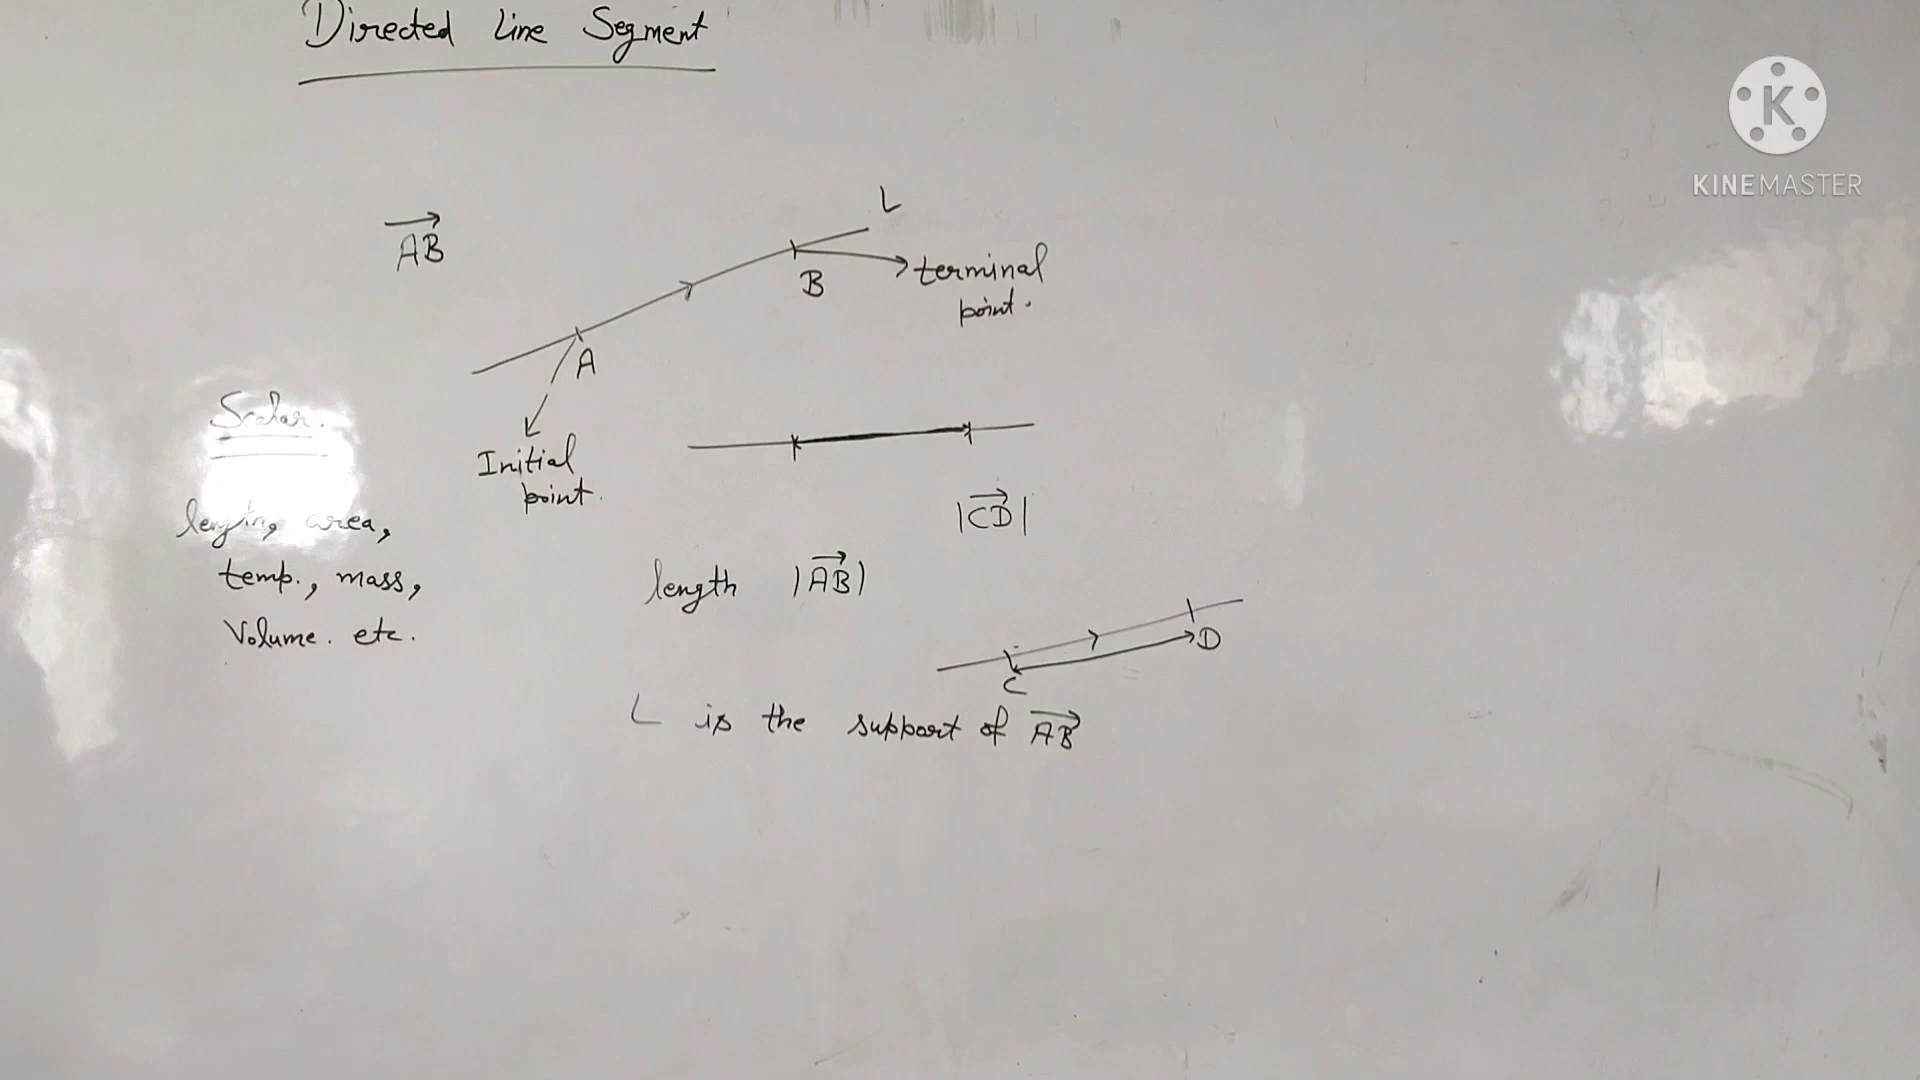 Directed Line Segment
K
KINEMASTER
L
AB
B
terminal
point.
A
Scalar.
Initial
point.
length, area,
|CD|
temp., mass,
length |AB|
Volume. etc.
D
C
L is the support of AB